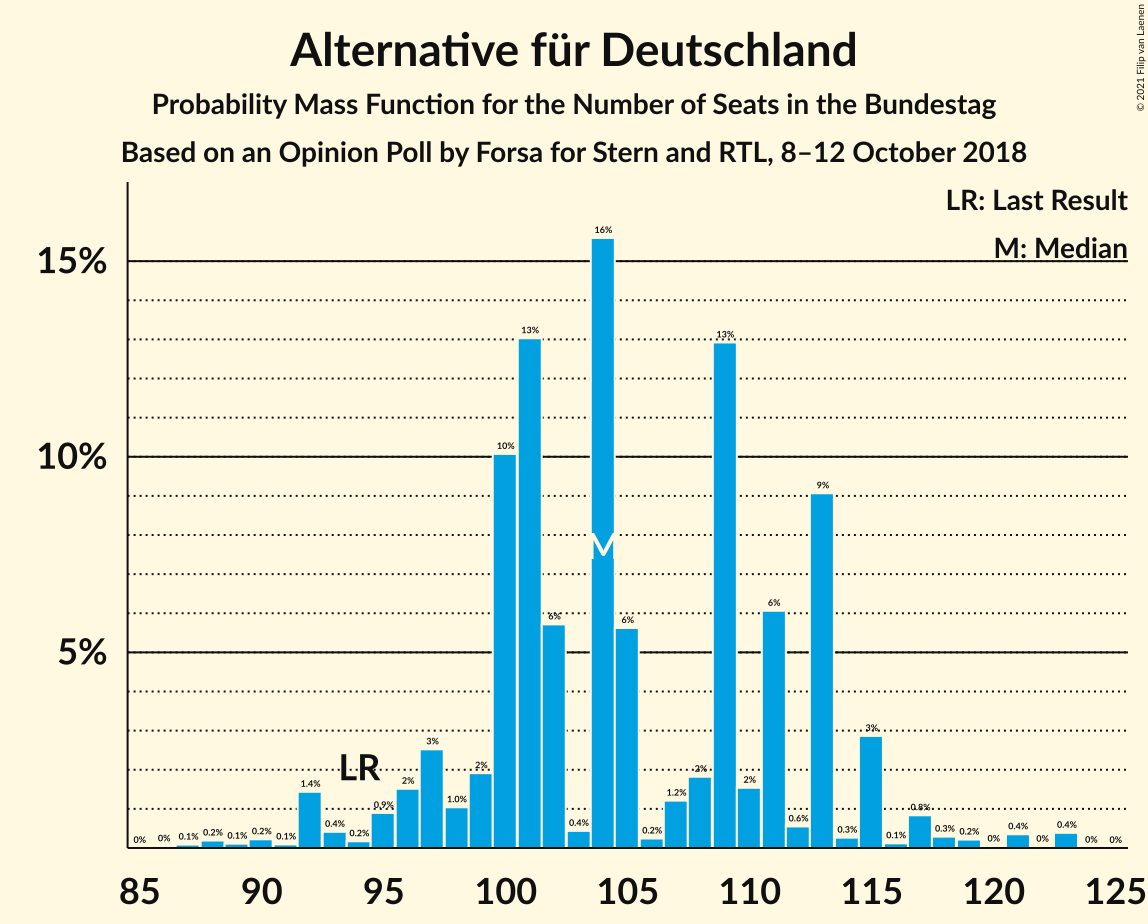 Alternative für Deutschland
Probability Mass Function for the Number of Seats in the Bundestag
Based on an Opinion Poll by Forsa for Stern and RTL, 8–12 October 2018
© 2021 Filip van Laenen
LR: Last Result
M: Median
15%
10%
5%
0% 0% 0.1% 0.2% 0.1% 0.2% 0.1% 1.4% 0.4% 0.2% 0.9% 2% 3% 1.0% 2% 10% 13% 6% 0.4% 16% 6% 0.2% 1.2% 2% 13% 2% 6% 0.6% 9% 0.3% 3% 0.1% 0.8% 0.3% 0.2% 0% 0.4% 0% 0.4% 0% 0%
LR
M
85 90 95 100 105 110 115 120 125